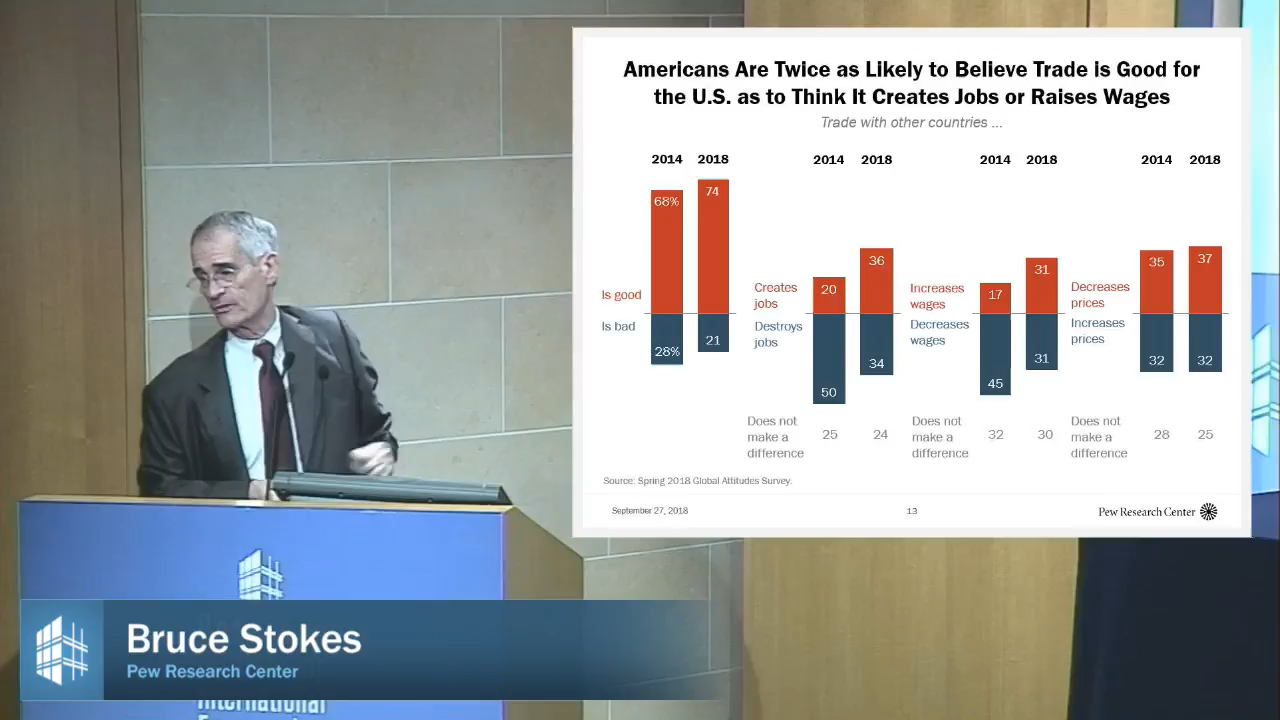 Americans Are Twice as Likely to Believe Trade is Good for
the U.S. as to Think It Creates Jobs or Raises Wages
Trade with other countries ...
2014 2018 2014 2018 2014 2018 2014 2018
68% 74 20 36 17 31 35 37
Is good Creates jobs Increases wages Decreases prices
Is bad Destroys jobs Decreases wages Increases prices
28% 21 50 34 45 31 32 32
Does not make a difference 25 24 Does not make a difference 32 30 Does not make a difference 28 25
Source: Spring 2018 Global Attitudes Survey.
September 27, 2018 13 Pew Research Center
Bruce Stokes
Pew Research Center
International